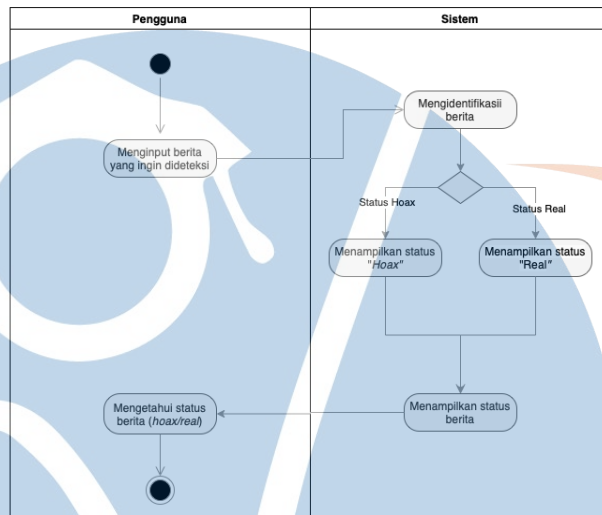 Pengguna
Sistem
Mengidentifikasii
berita
Menginput berita
yang ingin dideteksi
Status Hoax
Status Real
Menampilkan status
"Hoax"
Menampilkan status
"Real"
Mengetahui status
berita (hoax/real)
Menampilkan status
berita